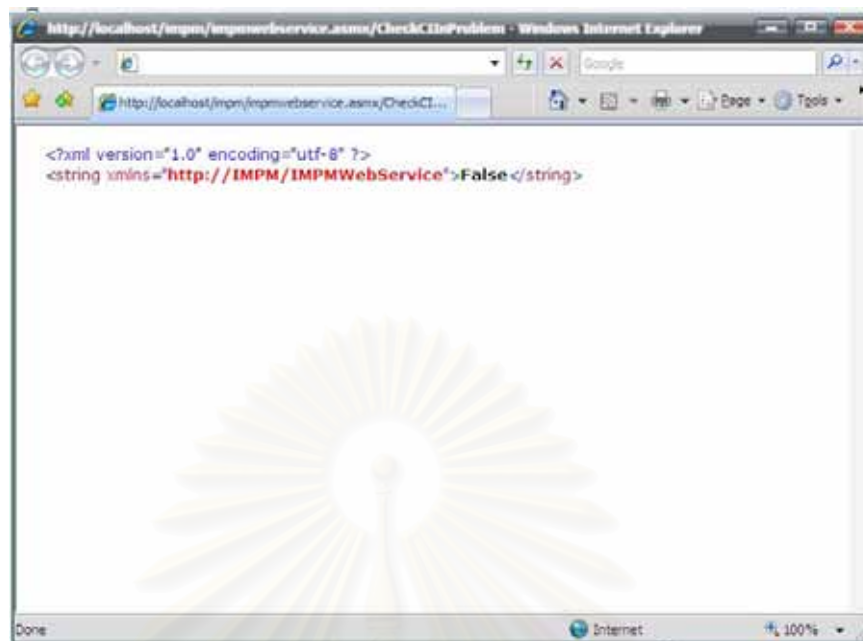 http://localhost/impm/impmwebservice.asmx/CheckCIInProblem - Windows Internet Explorer
Google
http://localhost/impm/impmwebservice.asmx/CheckCI...
Page
Tools
<?xml version="1.0" encoding="utf-8" ?>
<string xmlns="http://IMPM/IMPMWebService">False</string>
Done
Internet
100%